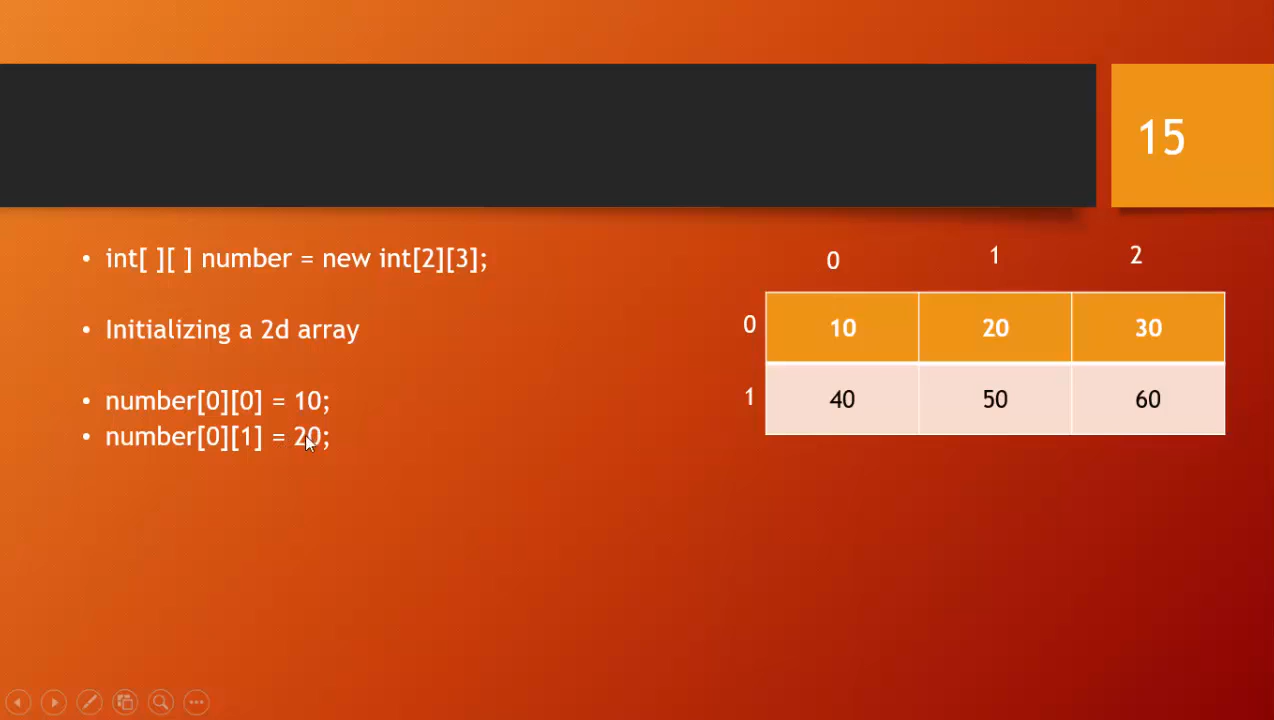 15
• int[ ][ ] number = new int[2][3];
• Initializing a 2d array
• number[0][0] = 10;
• number[0][1] = 20;
0 1 2
0 10 20 30
1 40 50 60